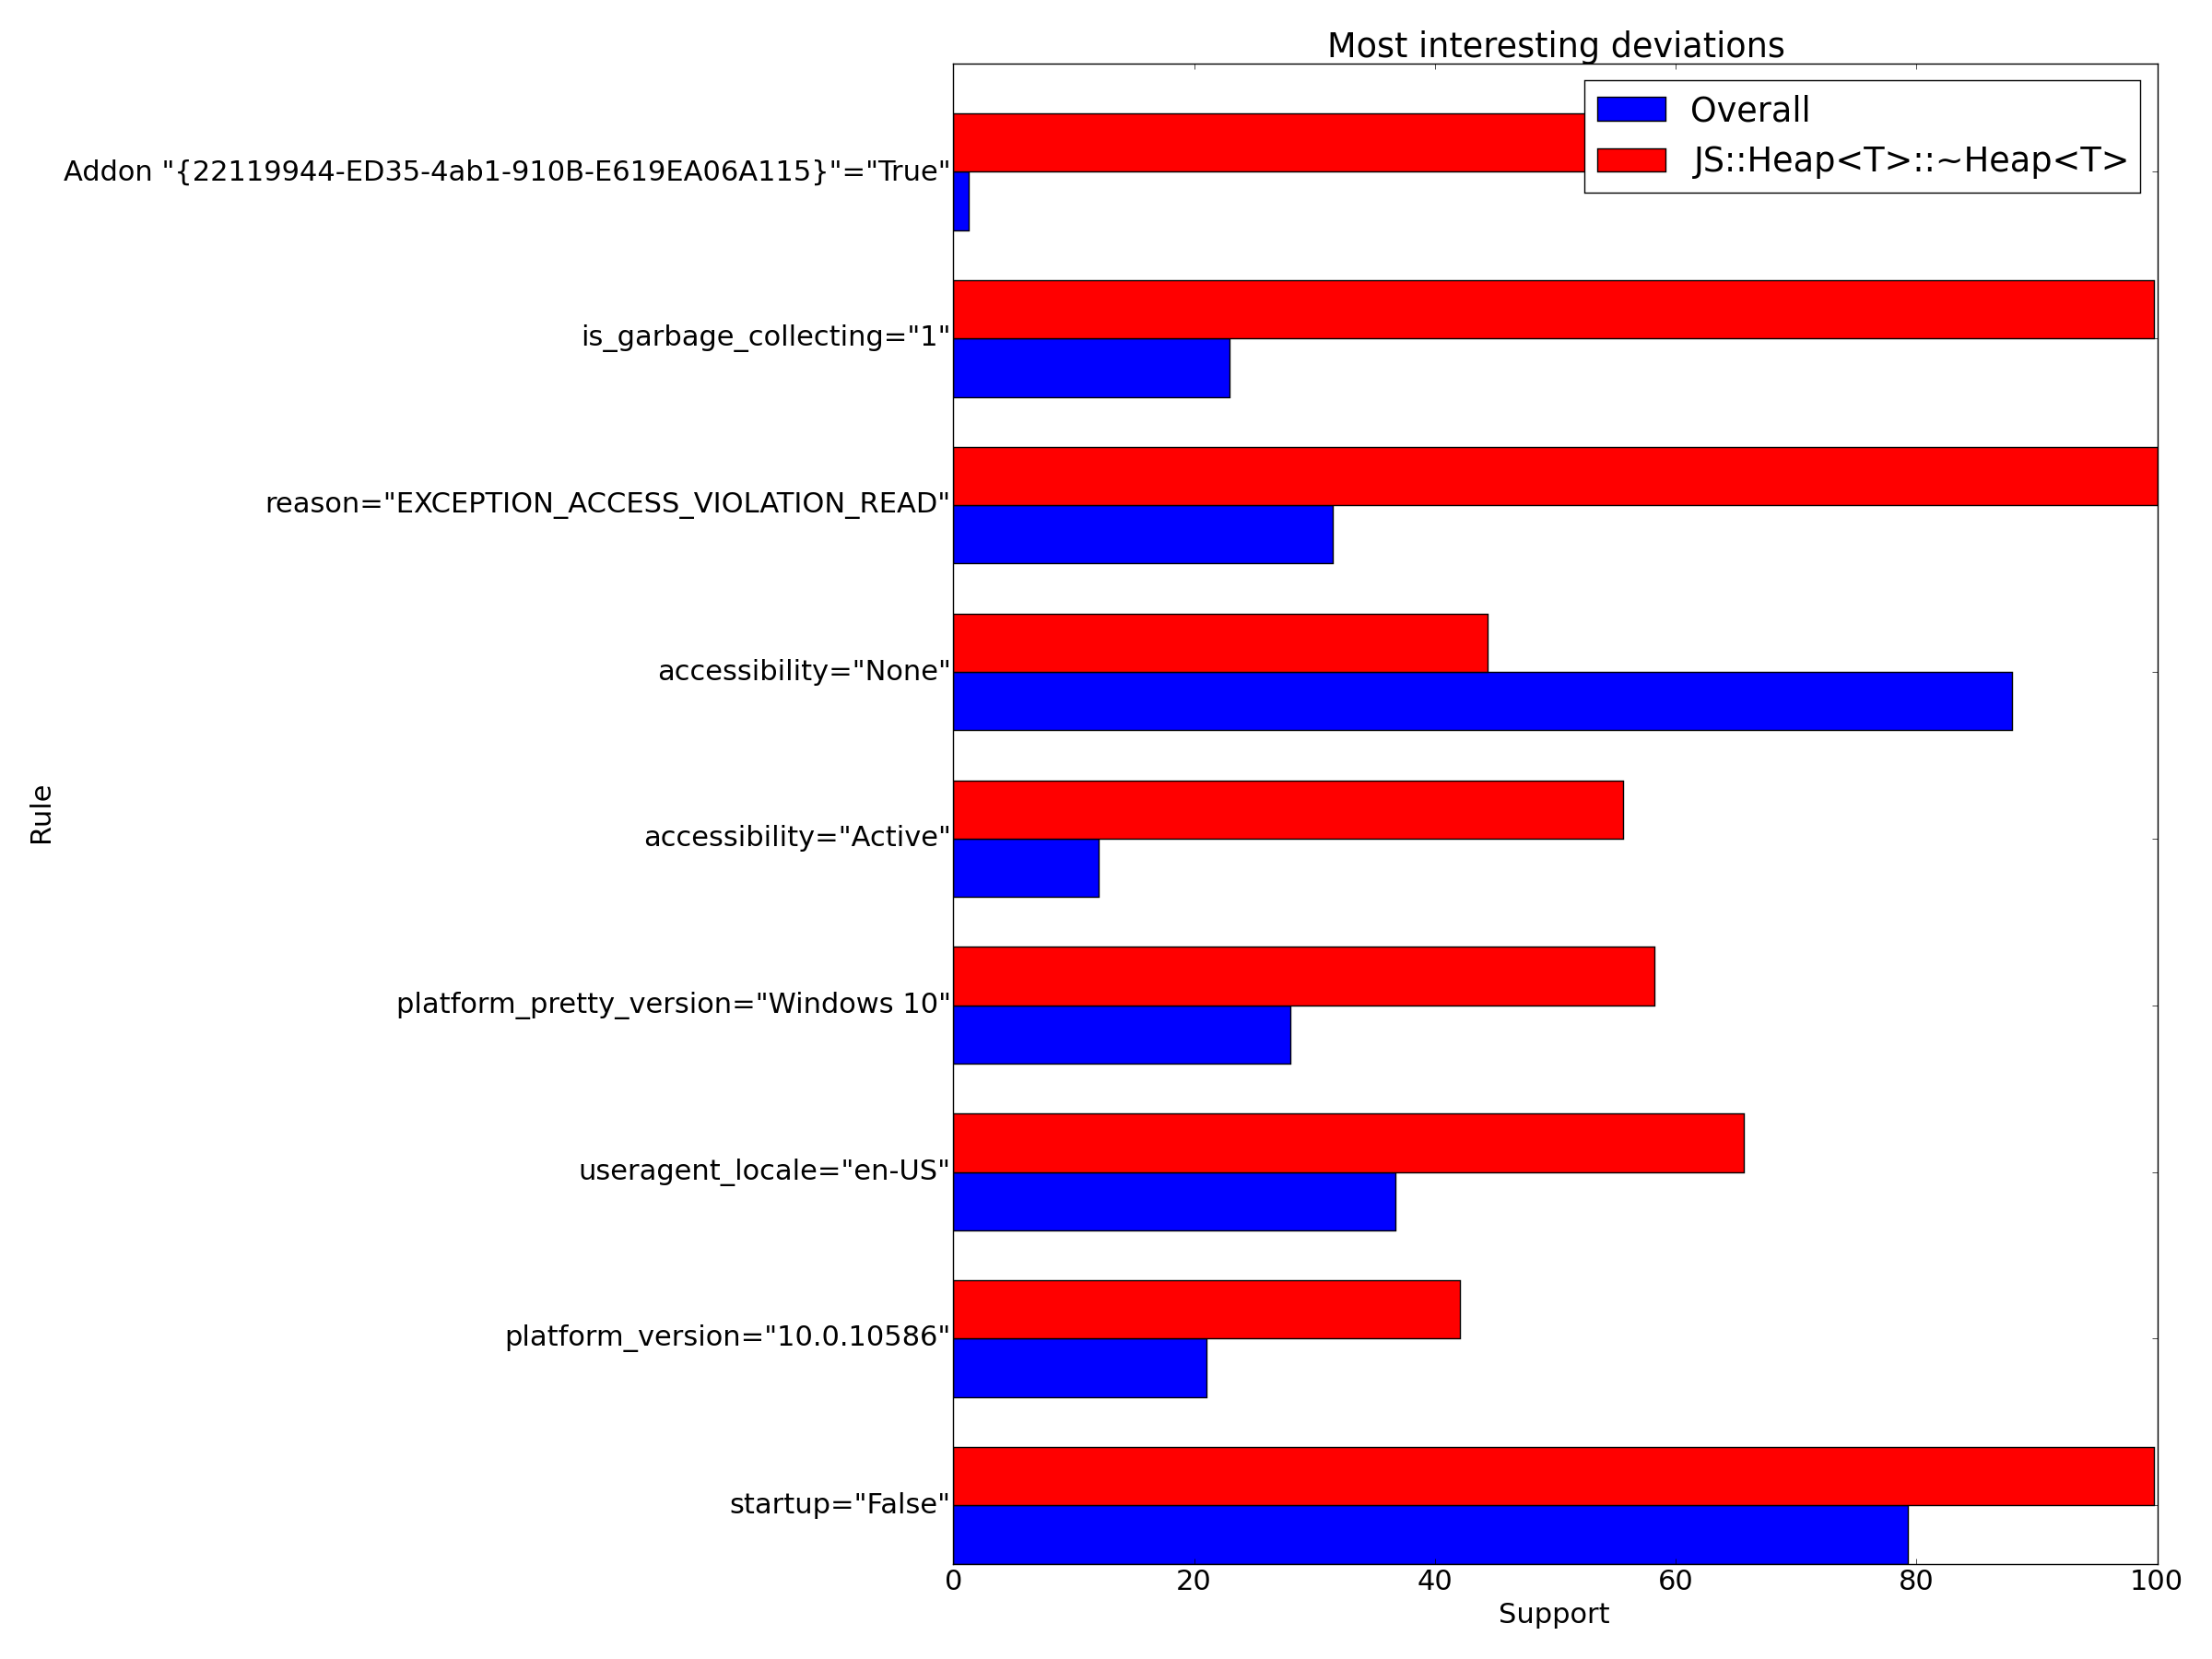 Most interesting deviations
Overall
JS::Heap<T>::~Heap<T>
Addon "{22119944-ED35-4ab1-910B-E619EA06A115}"="True"
is_garbage_collecting="1"
reason="EXCEPTION_ACCESS_VIOLATION_READ"
accessibility="None"
accessibility="Active"
platform_pretty_version="Windows 10"
useragent_locale="en-US"
platform_version="10.0.10586"
startup="False"
Rule
0 20 40 60 80 100
Support